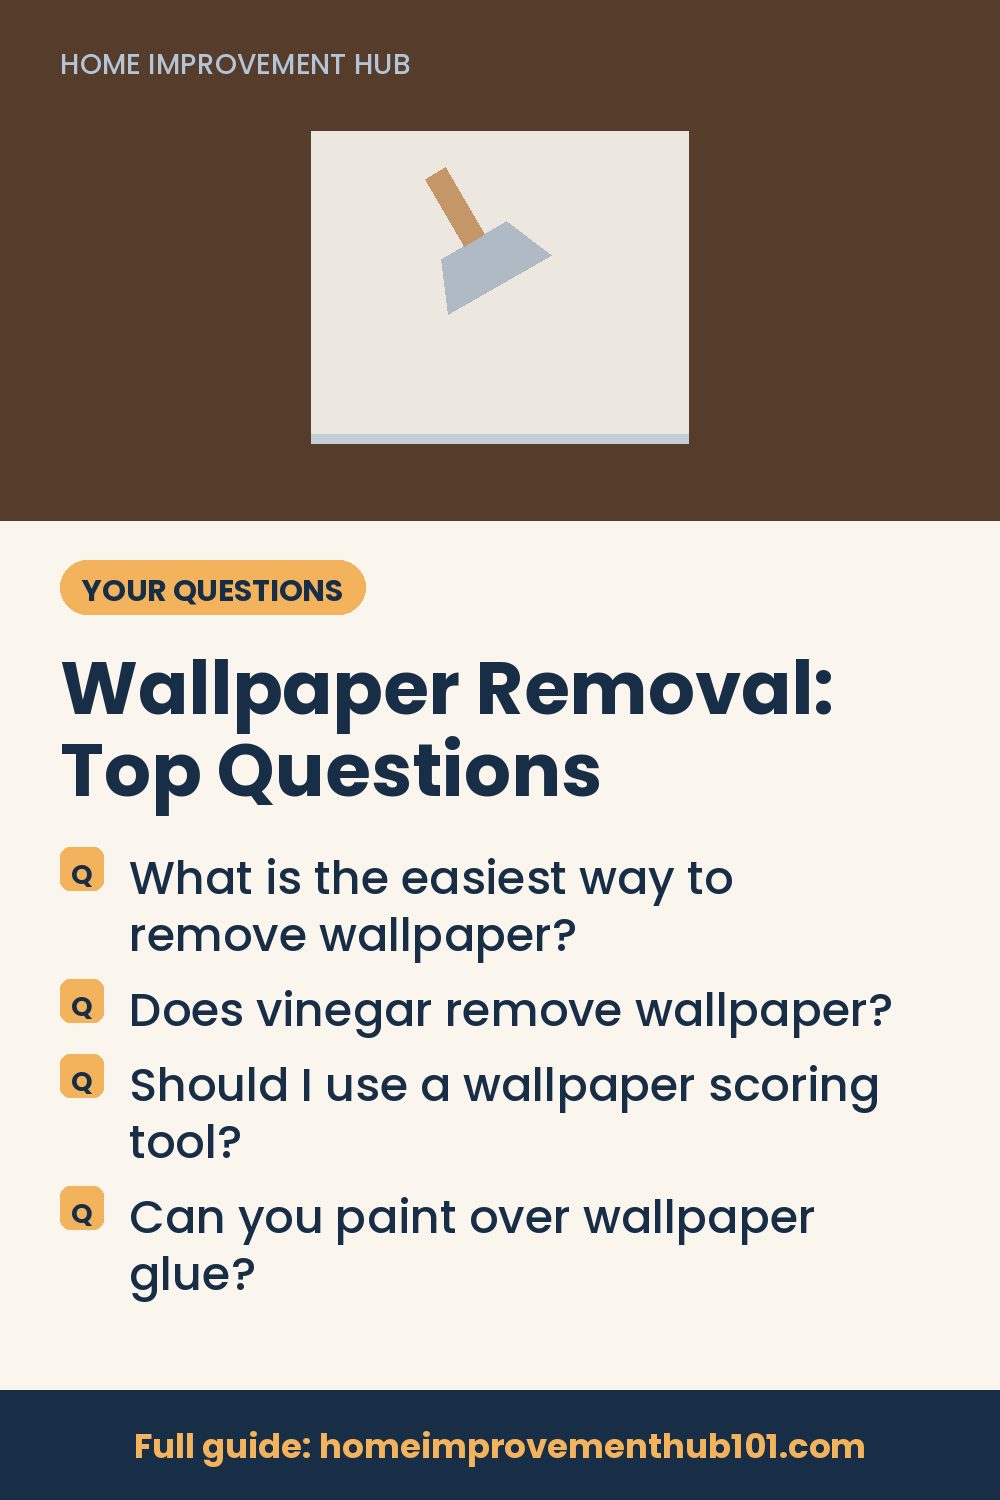 HOME IMPROVEMENT HUB
YOUR QUESTIONS
Wallpaper Removal:
Top Questions
Q What is the easiest way to
remove wallpaper?
Q Does vinegar remove wallpaper?
Q Should I use a wallpaper scoring
tool?
Q Can you paint over wallpaper
glue?
Full guide: homeimprovementhub101.com